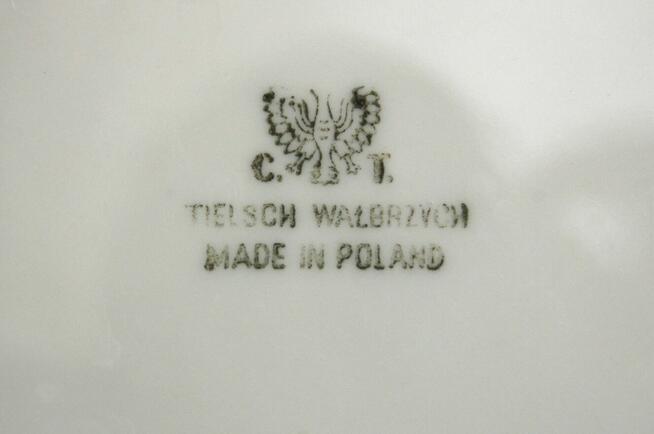 C. T.
TIELSCH WAŁBRZYCH
MADE IN POLAND